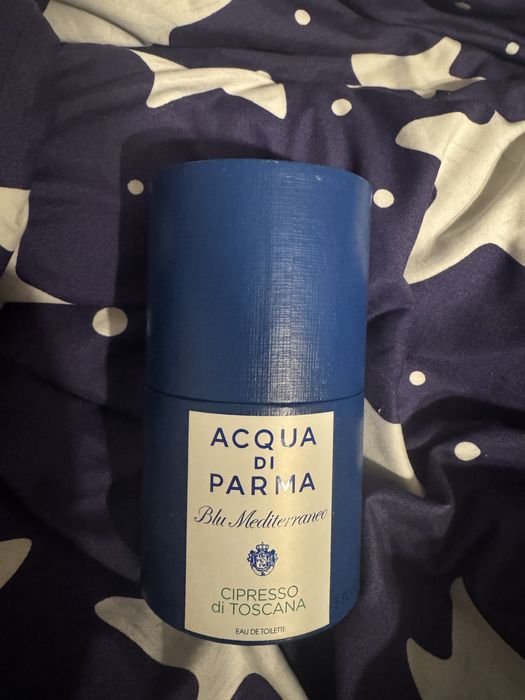 ACQUA
DI
PARMA
Blu Mediterraneo
CIPRESSO
di TOSCANA
EAU DE TOILETTE